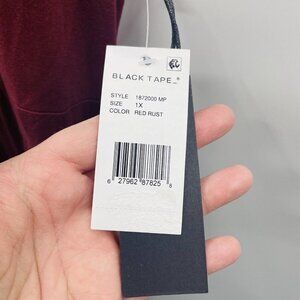 BLACK TAPE®
STYLE 1872000 MP
SIZE 1X
COLOR RED RUST
6 27962 87825 8